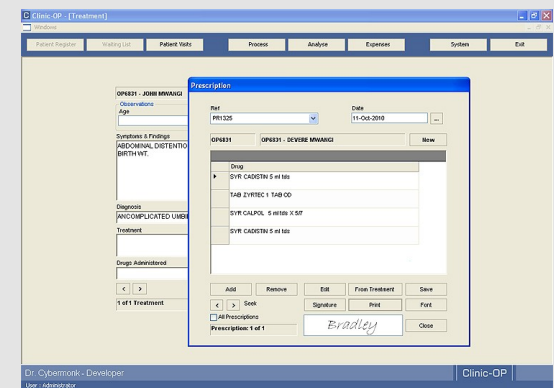 Clinic-OP - [Treatment]
Windows
Patient Register Waiting List Patient Visits Process Analyse Expenses System Exit
Prescription
OP6831 - JOHN MWANGI
Observations
Age
Symptoms & Findings
ABDOMINAL DISTENTIO
BIRTH WT.
Diagnosis
ANCOMPLICATED UMBI
Treatment
Drugs Administered
< >
1 of 1 Treatment
Ref Date
PR1325 11-Oct-2010 ...
OP6831 OP6831 - DEVERE MWANGI New
Drug
SYR CADISTIN 5 ml tds
TAB ZYRTEC 1 TAB OD
SYR CALPOL 5 ml tds X 5/7
SYR CADISTIN 5 ml tds
Add Remove Edit From Treatment Save
< > Seek Signature Print Font
All Prescriptions
Prescription: 1 of 1 Bradley Close
Dr. Cybermonk - Developer Clinic-OP
User : Administrator